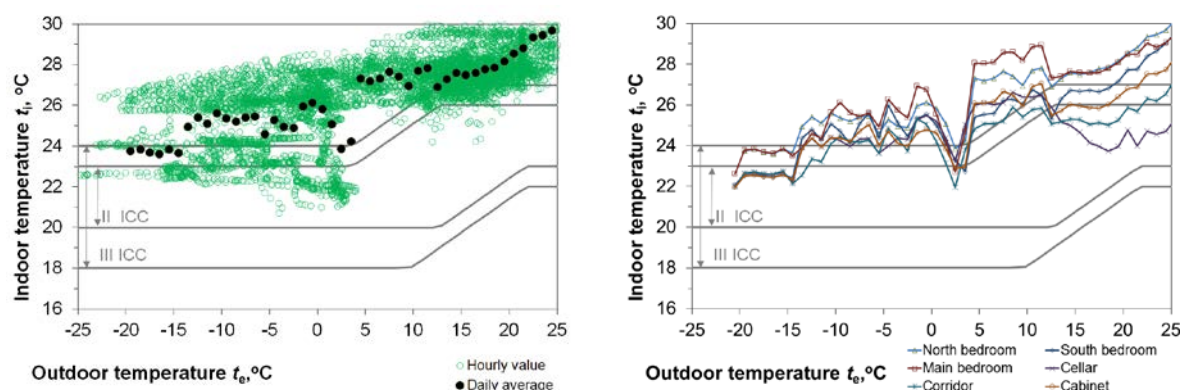 30
28
26
24
22
20
18
16
Indoor temperature tᵢ, °C
II ICC
III ICC
-25 -20 -15 -10 -5 0 5 10 15 20 25
Outdoor temperature tₑ,°C
Hourly value
Daily average
30
28
26
24
22
20
18
16
Indoor temperature tᵢ, °C
II ICC
III ICC
-25 -20 -15 -10 -5 0 5 10 15 20 25
Outdoor temperature tₑ,°C
North bedroom South bedroom
Main bedroom Cellar
Corridor Cabinet